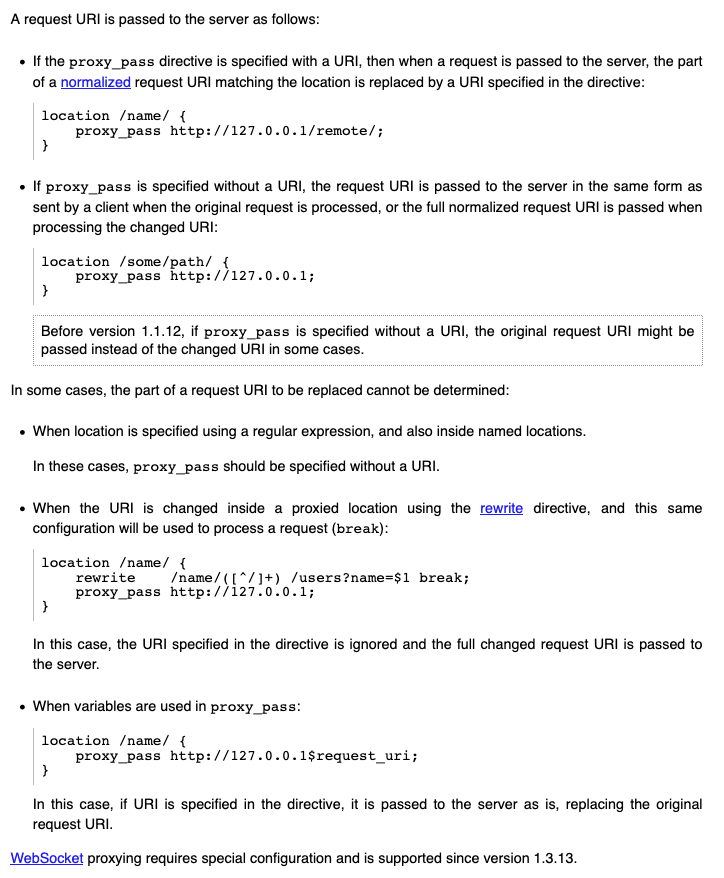 A request URI is passed to the server as follows:
• If the proxy_pass directive is specified with a URI, then when a request is passed to the server, the part
of a normalized request URI matching the location is replaced by a URI specified in the directive:
location /name/ {
    proxy_pass http://127.0.0.1/remote/;
}
• If proxy_pass is specified without a URI, the request URI is passed to the server in the same form as
sent by a client when the original request is processed, or the full normalized request URI is passed when
processing the changed URI:
location /some/path/ {
    proxy_pass http://127.0.0.1;
}
Before version 1.1.12, if proxy_pass is specified without a URI, the original request URI might be
passed instead of the changed URI in some cases.
In some cases, the part of a request URI to be replaced cannot be determined:
• When location is specified using a regular expression, and also inside named locations.
In these cases, proxy_pass should be specified without a URI.
• When the URI is changed inside a proxied location using the rewrite directive, and this same
configuration will be used to process a request (break):
location /name/ {
    rewrite    /name/([^/]+) /users?name=$1 break;
    proxy_pass http://127.0.0.1;
}
In this case, the URI specified in the directive is ignored and the full changed request URI is passed to
the server.
• When variables are used in proxy_pass:
location /name/ {
    proxy_pass http://127.0.0.1$request_uri;
}
In this case, if URI is specified in the directive, it is passed to the server as is, replacing the original
request URI.
WebSocket proxying requires special configuration and is supported since version 1.3.13.